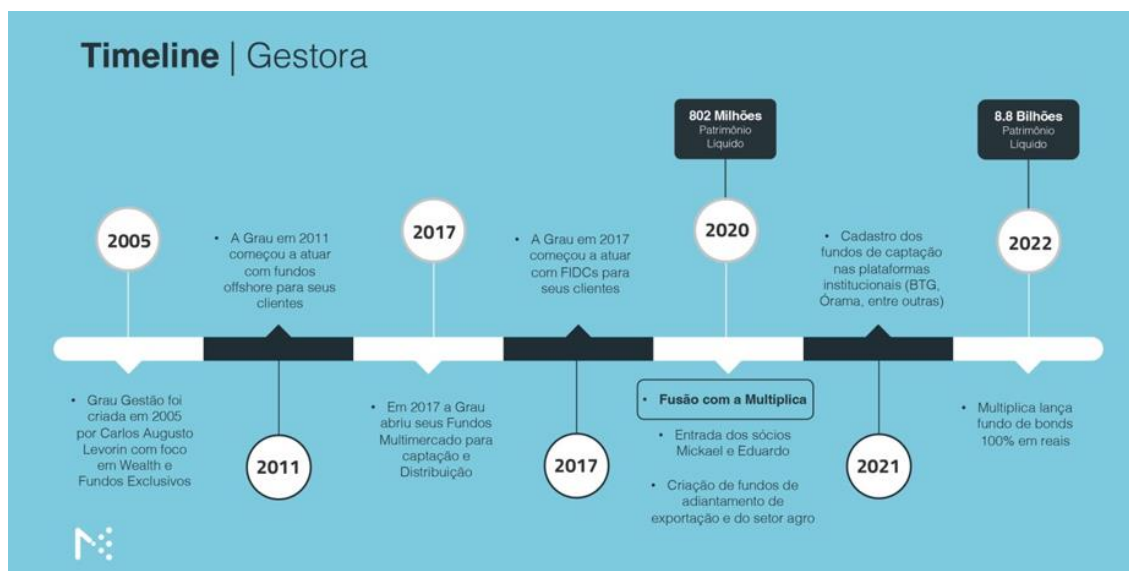 Timeline | Gestora
2005
• Grau Gestão foi
criada em 2005
por Carlos Augusto
Levorin com foco
em Wealth e
Fundos Exclusivos
• A Grau em 2011
começou a atuar
com fundos
offshore para seus
clientes
2011
2017
• Em 2017 a Grau
abriu seus Fundos
Multimercado para
captação e
Distribuição
• A Grau em 2017
começou a atuar
com FIDCs para
seus clientes
2017
802 Milhões
Patrimônio
Líquido
2020
• Fusão com a Multiplica
• Entrada dos sócios
Mickael e Eduardo
• Criação de fundos de
adiantamento de
exportação e do setor agro
• Cadastro dos
fundos de captação
nas plataformas
institucionais (BTG,
Órama, entre outras)
2021
8.8 Bilhões
Patrimônio
Líquido
2022
• Multiplica lança
fundo de bonds
100% em reais